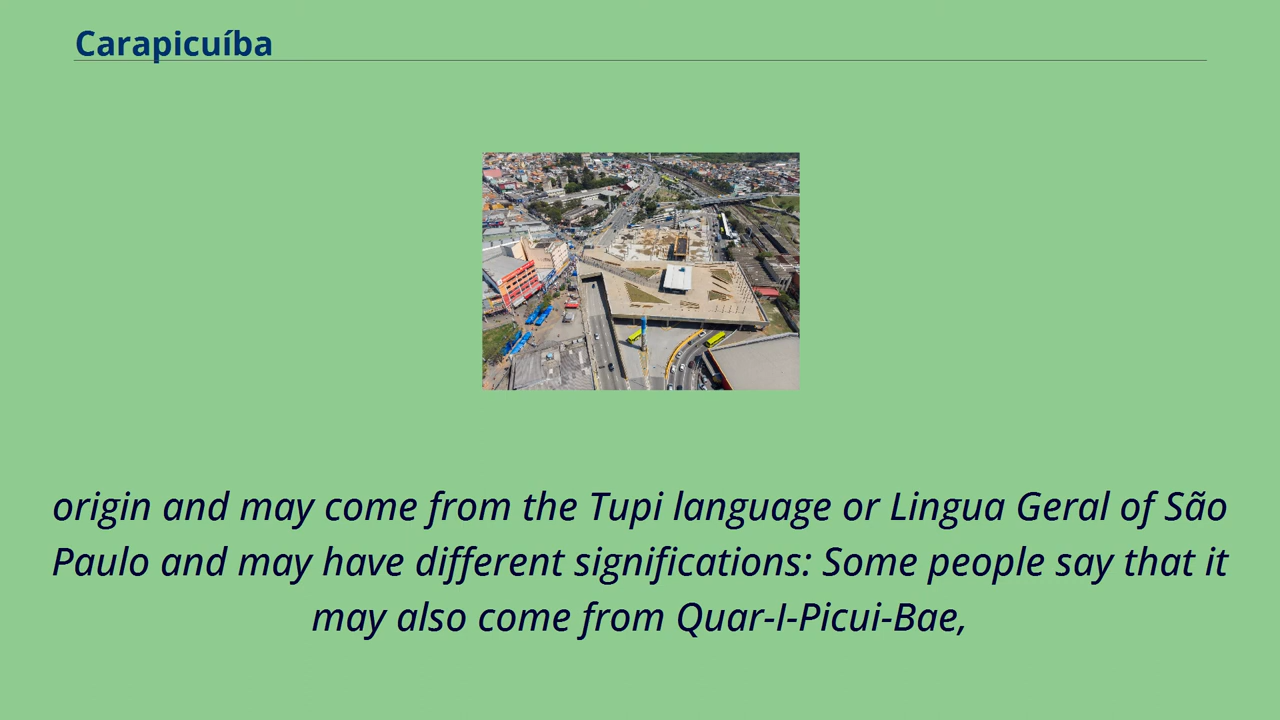 Carapicuíba
origin and may come from the Tupi language or Lingua Geral of São
Paulo and may have different significations: Some people say that it
may also come from Quar-I-Picui-Bae,